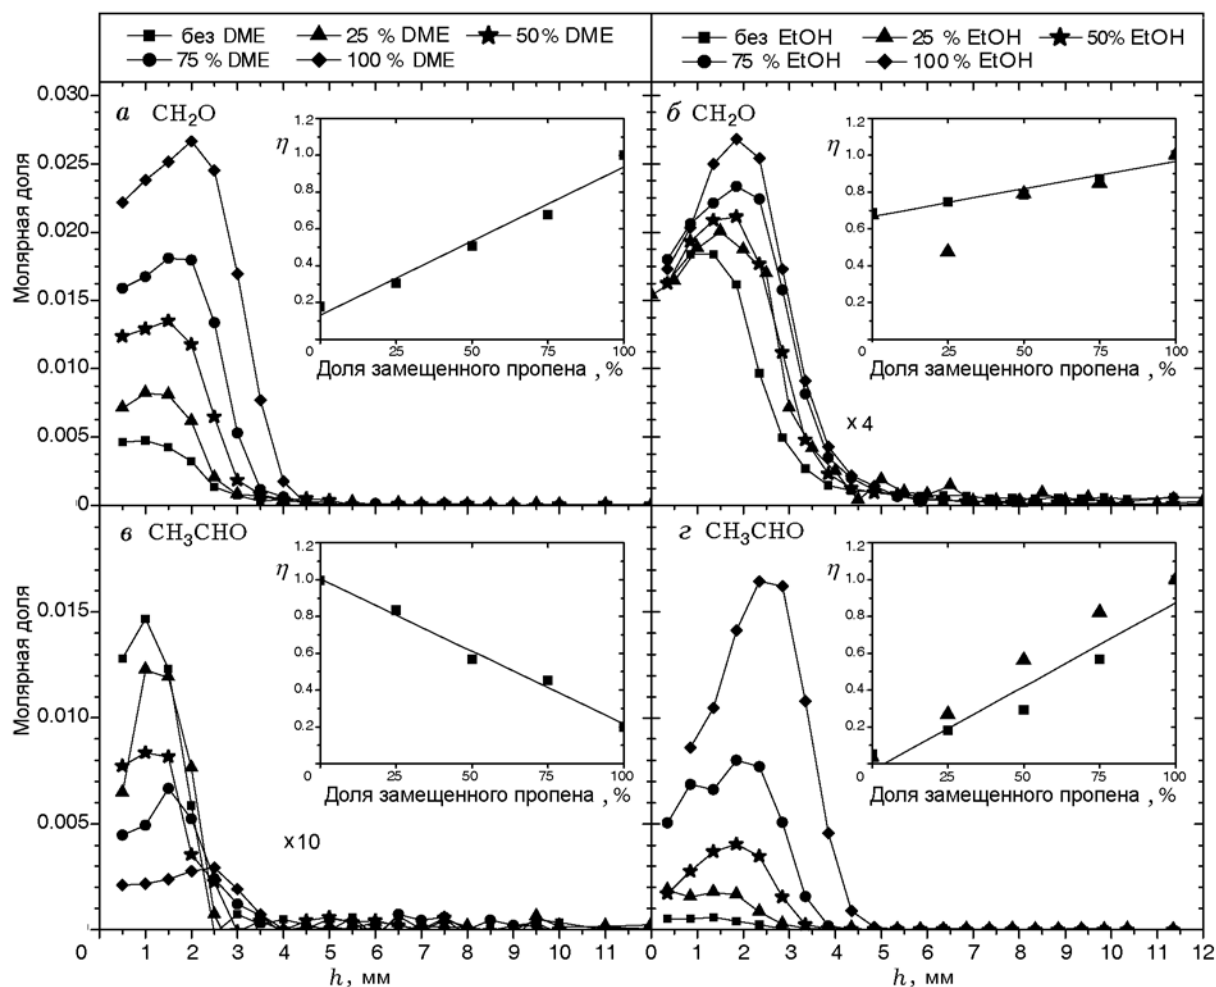 без DME 25 % DME 50% DME
75 % DME 100% DME
без EtOH 25 % EtOH 50% EtOH
75 % EtOH 100% EtOH
0.030
0.025
0.020
0.015
0.010
0.005
0
Молярная доля
а CH2O
η
1.2
1.0
0.8
0.6
0.4
0.2
0 25 50 75 100
Доля замещенного пропена , %
б CH2O
η
1.2
1.0
0.8
0.6
0.4
0.2
0 25 50 75 100
Доля замещенного пропена , %
x 4
0.015
0.010
0.005
Молярная доля
в CH3CHO
η
1.2
1.0
0.8
0.6
0.4
0.2
0 25 50 75 100
Доля замещенного пропена , %
x10
г CH3CHO
η
1.2
1.0
0.8
0.6
0.4
0.2
0 25 50 75 100
Доля замещенного пропена , %
0 1 2 3 4 5 6 7 8 9 10 11 0 1 2 3 4 5 6 7 8 9 10 11 12
h, мм h, мм